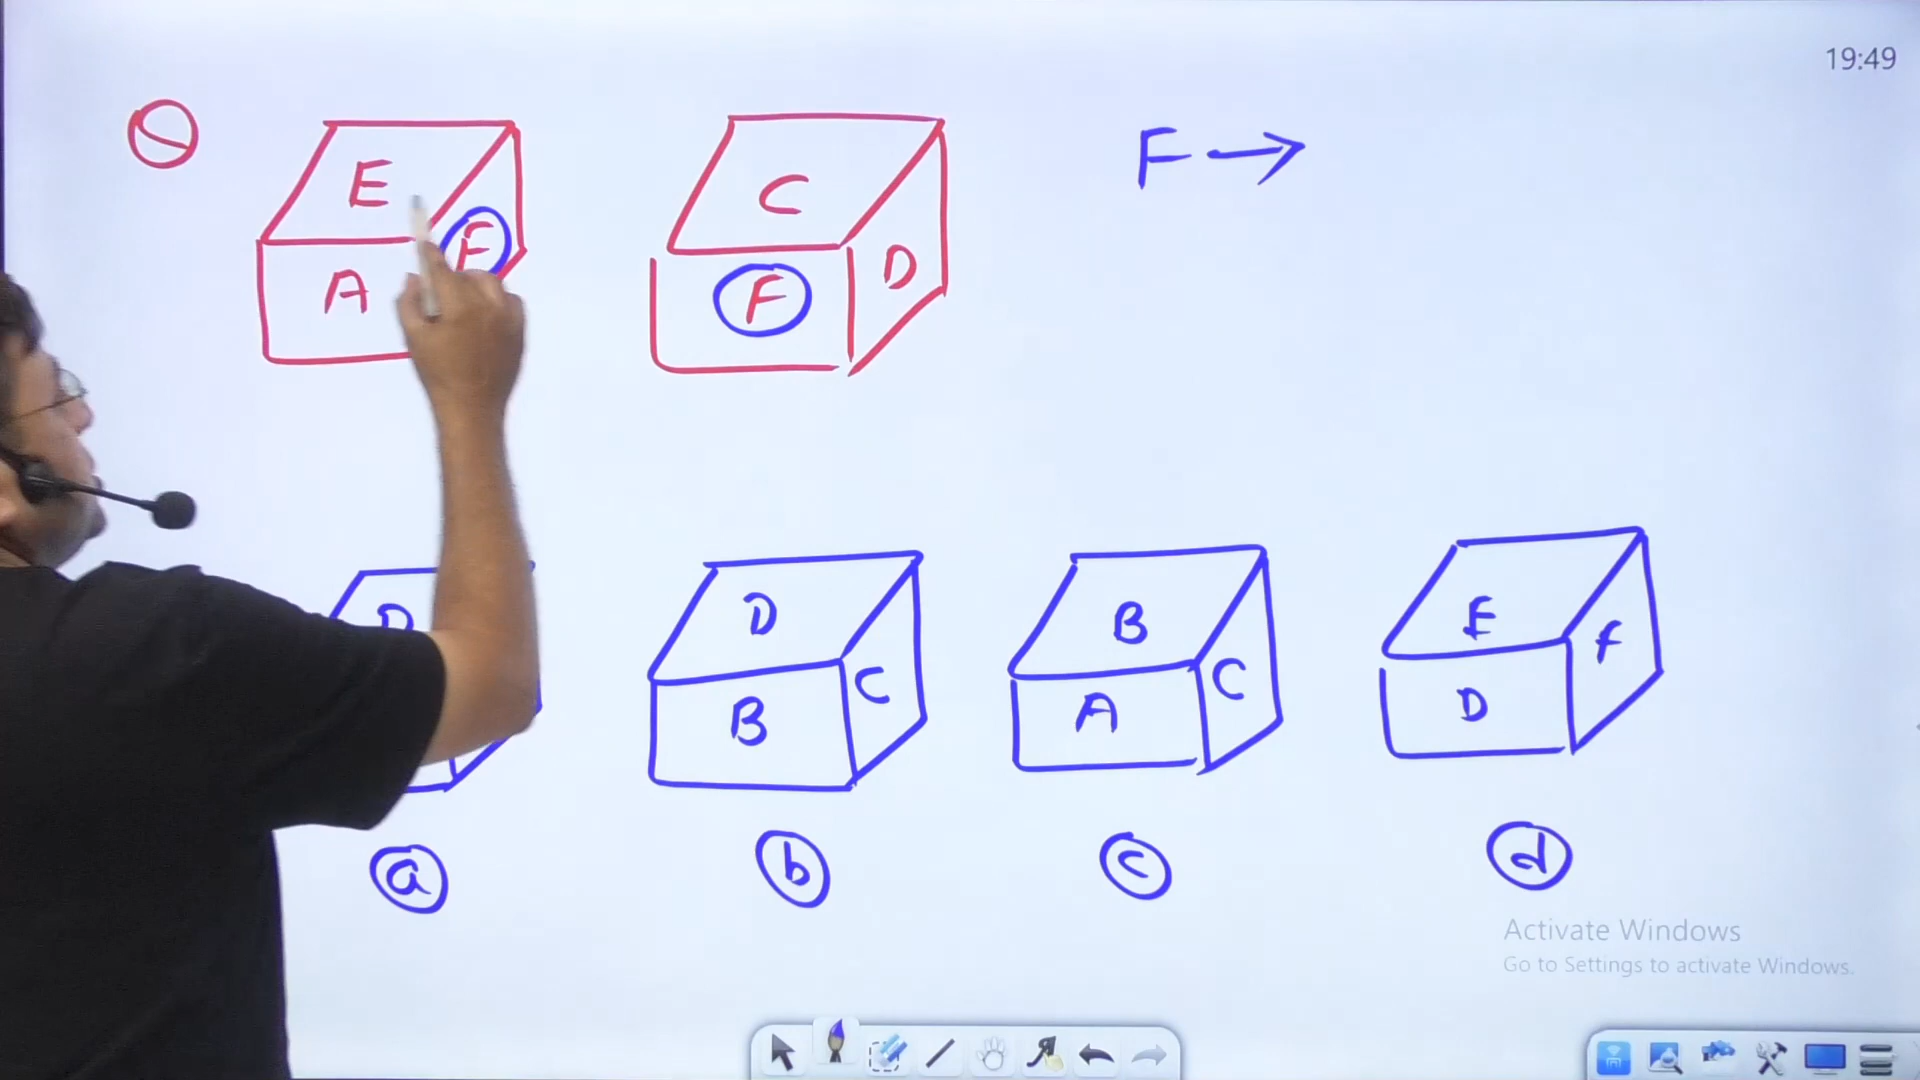 19:49
E
A
F
C
F
D
F →
D
D
B
C
B
A
C
E
D
F
a
b
c
d
Activate Windows
Go to Settings to activate Windows.